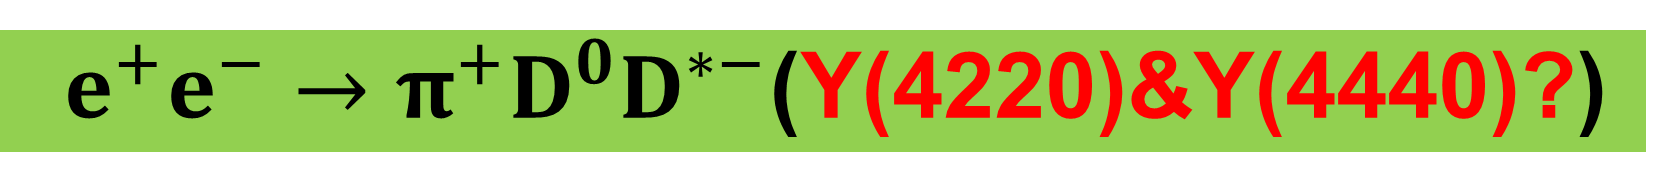 e⁺e⁻ → π⁺D⁰D*⁻(Y(4220)&Y(4440)?)